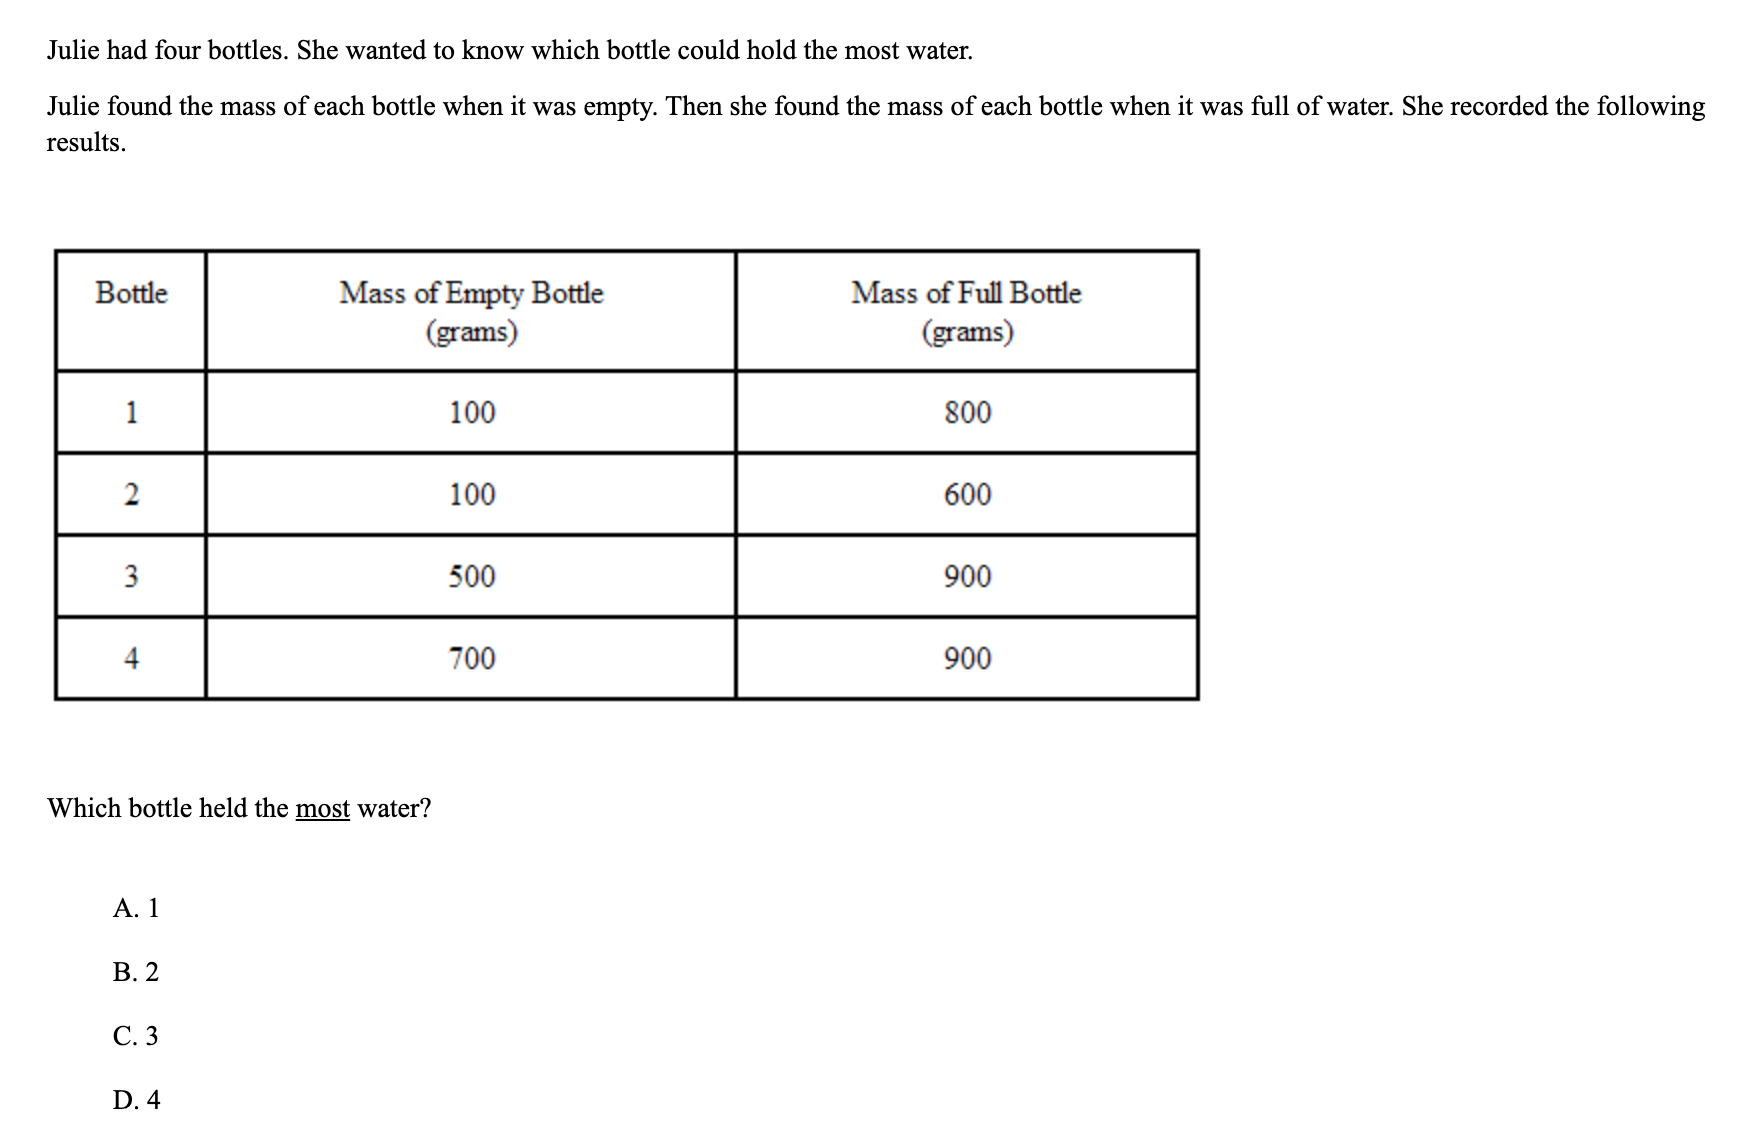 Julie had four bottles. She wanted to know which bottle could hold the most water.
Julie found the mass of each bottle when it was empty. Then she found the mass of each bottle when it was full of water. She recorded the following
results.
Bottle Mass of Empty Bottle (grams) Mass of Full Bottle (grams)
1 100 800
2 100 600
3 500 900
4 700 900
Which bottle held the most water?
A. 1
B. 2
C. 3
D. 4